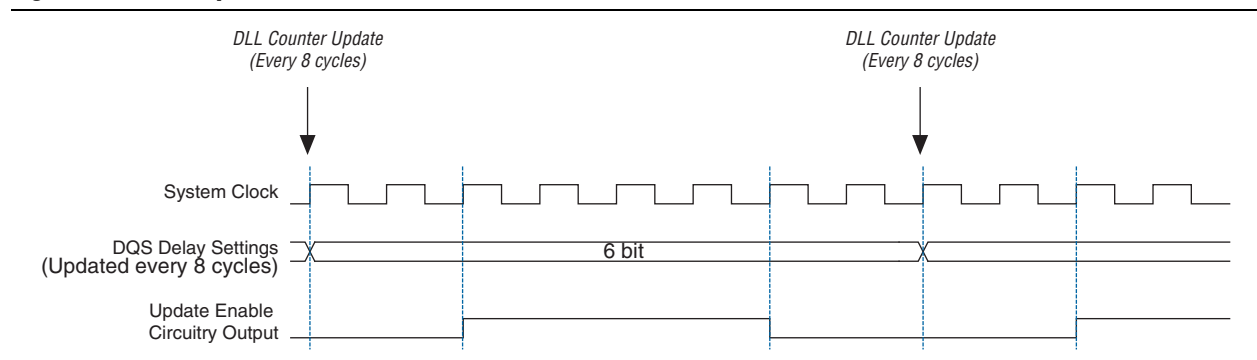 DLL Counter Update
(Every 8 cycles)
DLL Counter Update
(Every 8 cycles)
System Clock
DQS Delay Settings
(Updated every 8 cycles)
6 bit
Update Enable
Circuitry Output